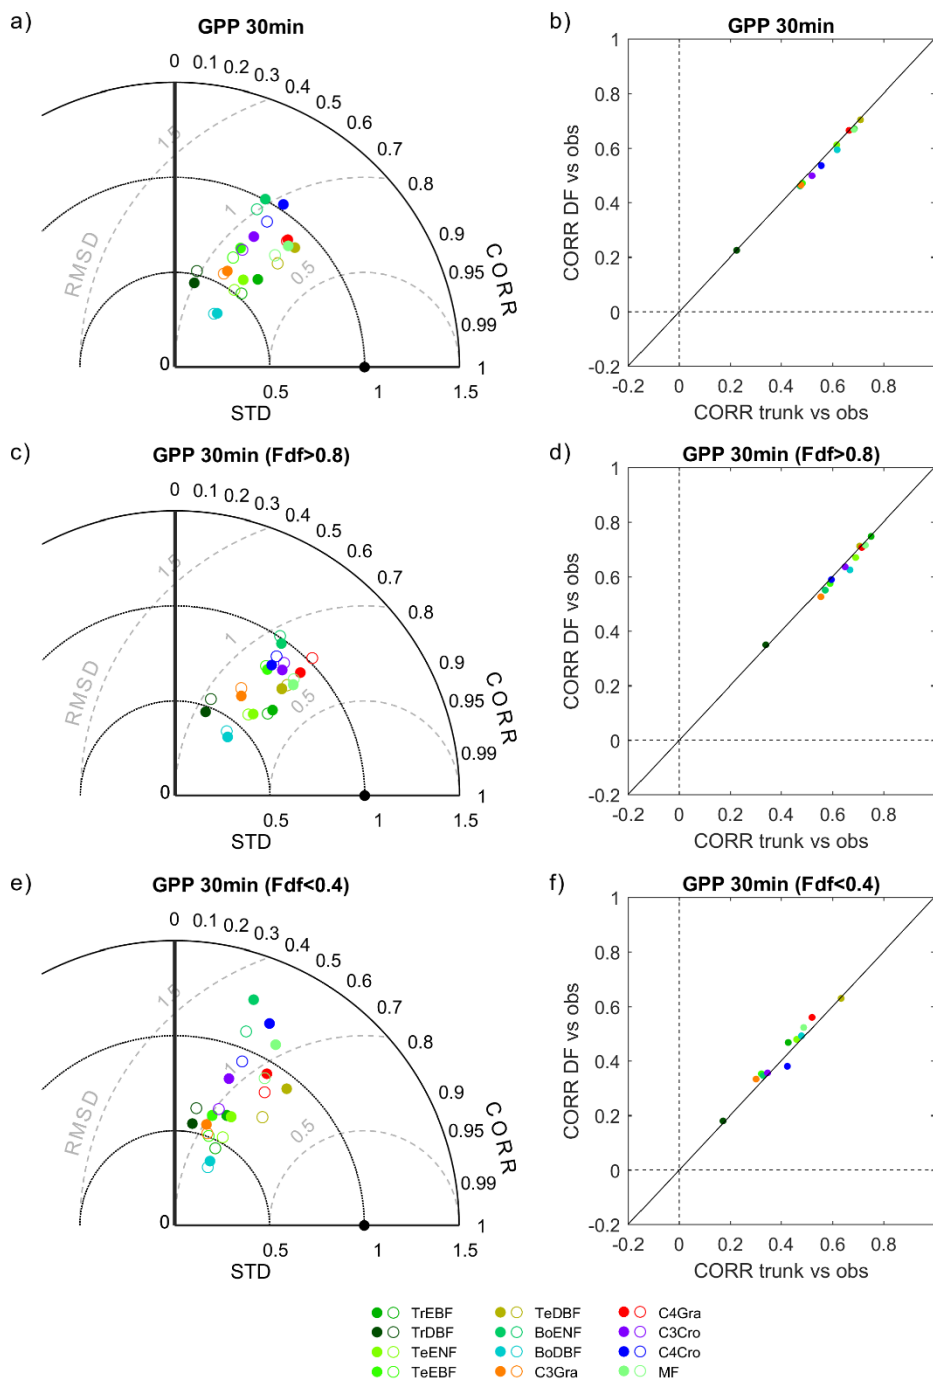 a)
GPP 30min
0 0.1 0.2 0.3 0.4 0.5 0.6 0.7 0.8 0.9 0.95 0.99 1
CORR
RMSD
1.5 1 0.5
0 0.5 1 1.5
STD
b)
GPP 30min
CORR DF vs obs
1
0.8
0.6
0.4
0.2
0
-0.2
-0.2 0 0.2 0.4 0.6 0.8
CORR trunk vs obs
c)
GPP 30min (Fdf>0.8)
0 0.1 0.2 0.3 0.4 0.5 0.6 0.7 0.8 0.9 0.95 0.99 1
CORR
RMSD
1.5 1 0.5
0 0.5 1 1.5
STD
d)
GPP 30min (Fdf>0.8)
CORR DF vs obs
1
0.8
0.6
0.4
0.2
0
-0.2
-0.2 0 0.2 0.4 0.6 0.8
CORR trunk vs obs
e)
GPP 30min (Fdf<0.4)
0 0.1 0.2 0.3 0.4 0.5 0.6 0.7 0.8 0.9 0.95 0.99 1
CORR
RMSD
1.5 1 0.5
0 0.5 1 1.5
STD
f)
GPP 30min (Fdf<0.4)
CORR DF vs obs
1
0.8
0.6
0.4
0.2
0
-0.2
-0.2 0 0.2 0.4 0.6 0.8
CORR trunk vs obs
TrEBF TeDBF C4Gra
TrDBF BoENF C3Cro
TeENF BoDBF C4Cro
TeEBF C3Gra MF